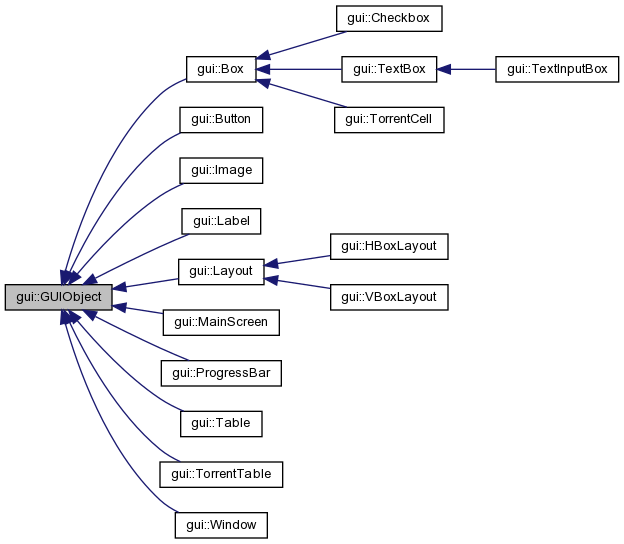 gui::Checkbox
gui::Box
gui::TextBox
gui::TextInputBox
gui::TorrentCell
gui::Button
gui::Image
gui::Label
gui::HBoxLayout
gui::Layout
gui::GUIObject
gui::VBoxLayout
gui::MainScreen
gui::ProgressBar
gui::Table
gui::TorrentTable
gui::Window